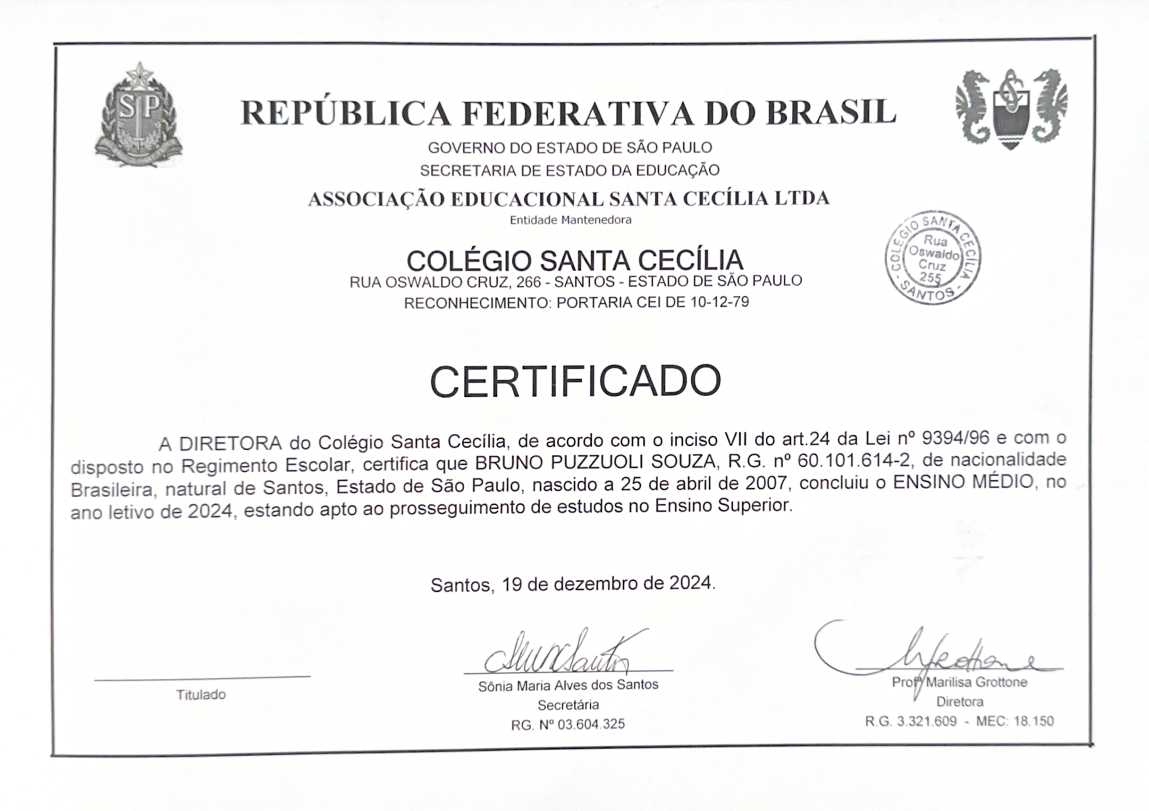 SP
REPÚBLICA FEDERATIVA DO BRASIL
GOVERNO DO ESTADO DE SÃO PAULO
SECRETARIA DE ESTADO DA EDUCAÇÃO
ASSOCIAÇÃO EDUCACIONAL SANTA CECÍLIA LTDA
Entidade Mantenedora
COLÉGIO SANTA CECÍLIA
RUA OSWALDO CRUZ, 266 - SANTOS - ESTADO DE SÃO PAULO
RECONHECIMENTO: PORTARIA CEI DE 10-12-79
COLÉGIO SANTA CECÍLIA
Rua
Oswaldo
Cruz
255
- SANTOS -
CERTIFICADO
A DIRETORA do Colégio Santa Cecília, de acordo com o inciso VII do art.24 da Lei nº 9394/96 e com o
disposto no Regimento Escolar, certifica que BRUNO PUZZUOLI SOUZA, R.G. nº 60.101.614-2, de nacionalidade
Brasileira, natural de Santos, Estado de São Paulo, nascido a 25 de abril de 2007, concluiu o ENSINO MÉDIO, no
ano letivo de 2024, estando apto ao prosseguimento de estudos no Ensino Superior.
Santos, 19 de dezembro de 2024.
Titulado
Sônia Maria Alves dos Santos
Secretária
RG. Nº 03.604.325
Profª Marilisa Grottone
Diretora
R.G. 3.321.609 - MEC: 18.150